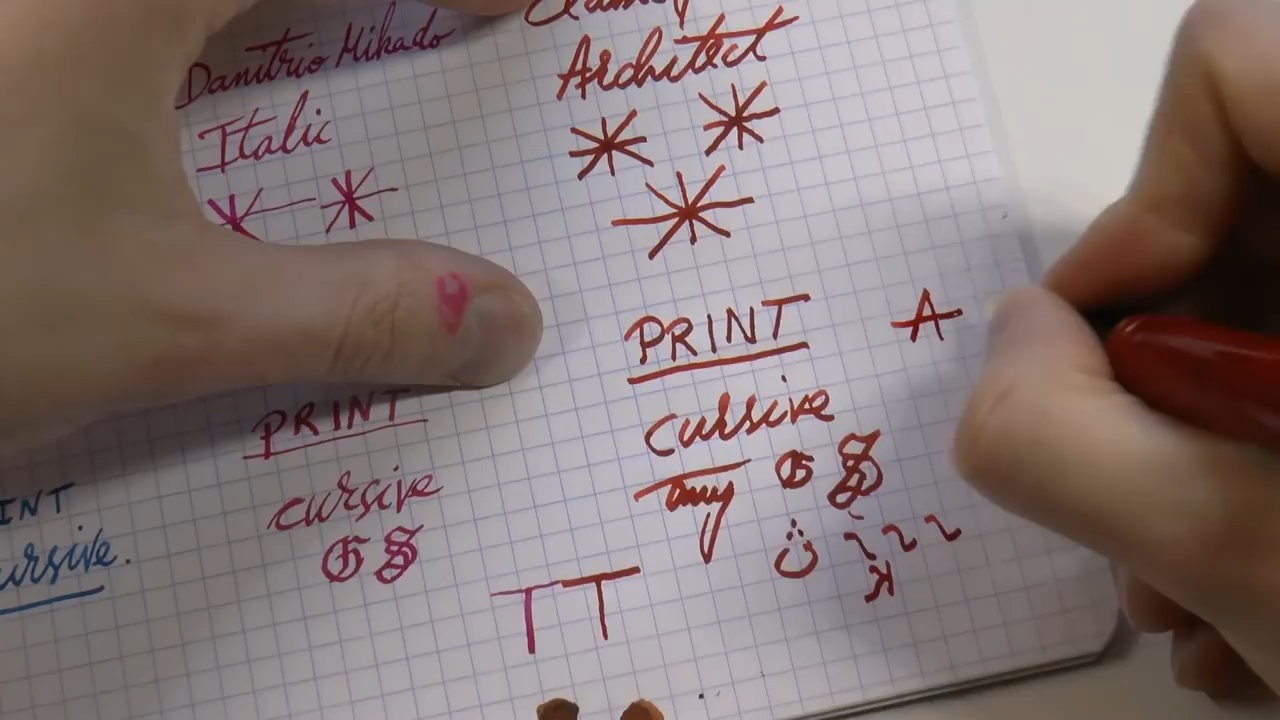 Danitrio Mikado
Italic
PRINT
cursive
G S
Architect
PRINT
A
cursive
G S
T T
INT
ursive.